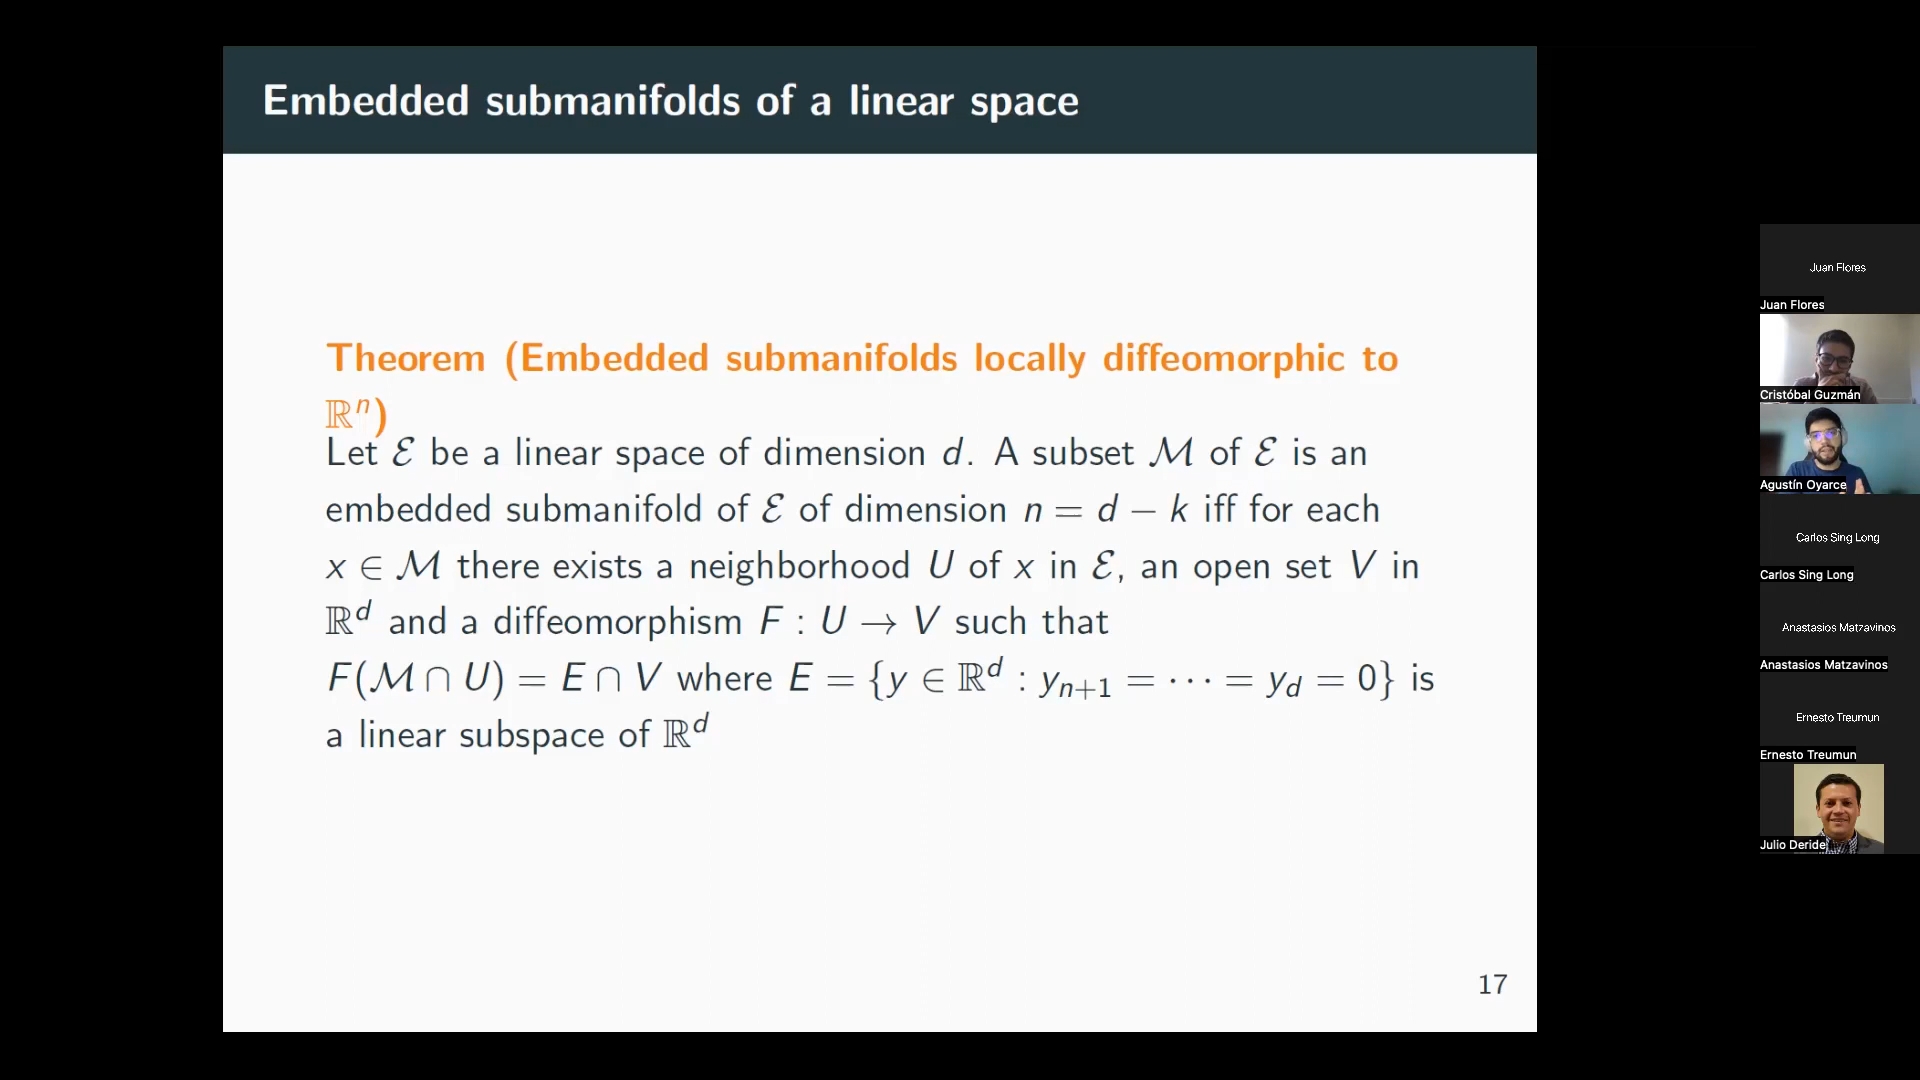 Embedded submanifolds of a linear space
Theorem (Embedded submanifolds locally diffeomorphic to
ℝⁿ)
Let ℰ be a linear space of dimension d. A subset ℳ of ℰ is an
embedded submanifold of ℰ of dimension n = d − k iff for each
x ∈ ℳ there exists a neighborhood U of x in ℰ, an open set V in
ℝᵈ and a diffeomorphism F : U → V such that
F(ℳ ∩ U) = E ∩ V where E = {y ∈ ℝᵈ : yₙ₊₁ = ⋯ = y_d = 0} is
a linear subspace of ℝᵈ
17
Juan Flores
Juan Flores
Cristóbal Guzmán
Agustín Oyarce
Carlos Sing Long
Carlos Sing Long
Anastasios Matzavinos
Anastasios Matzavinos
Ernesto Treumun
Ernesto Treumun
Julio Deride